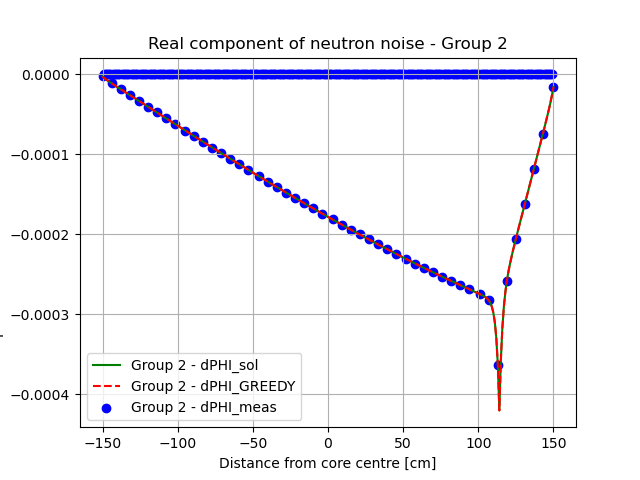 Real component of neutron noise - Group 2
0.0000
−0.0001
−0.0002
−0.0003
−0.0004
Group 2 - dPHI_sol
Group 2 - dPHI_GREEDY
Group 2 - dPHI_meas
−150
−100
−50
0
50
100
150
Distance from core centre [cm]